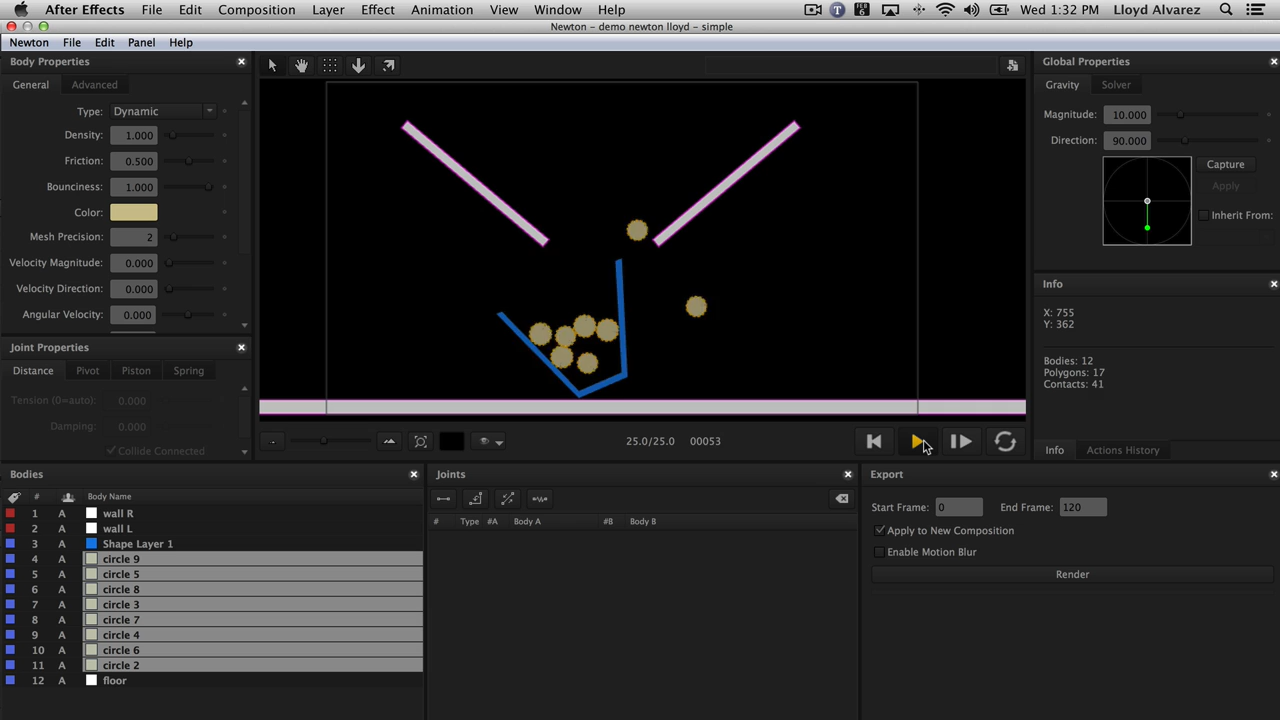 After Effects File Edit Composition Layer Effect Animation View Window Help Wed 1:32 PM Lloyd Alvarez
Newton - demo newton lloyd - simple
Newton File Edit Panel Help
Body Properties
General Advanced
Type: Dynamic
Density: 1.000
Friction: 0.500
Bounciness: 1.000
Color:
Mesh Precision: 2
Velocity Magnitude: 0.000
Velocity Direction: 0.000
Angular Velocity: 0.000
Joint Properties
Distance Pivot Piston Spring
Tension (0=auto): 0.000
Damping: 0.000
Collide Connected
25.0/25.0 00053
Global Properties
Gravity Solver
Magnitude: 10.000
Direction: 90.000
Capture
Apply
Inherit From:
Info
X: 755
Y: 362
Bodies: 12
Polygons: 17
Contacts: 41
Info Actions History
Bodies
# Body Name
1 wall R
2 wall L
3 A Shape Layer 1
4 A circle 9
5 A circle 5
6 A circle 8
7 A circle 3
8 A circle 7
9 A circle 4
10 A circle 6
11 A circle 2
12 A floor
Joints
# Type #A Body A #B Body B
Export
Start Frame: 0 End Frame: 120
Apply to New Composition
Enable Motion Blur
Render